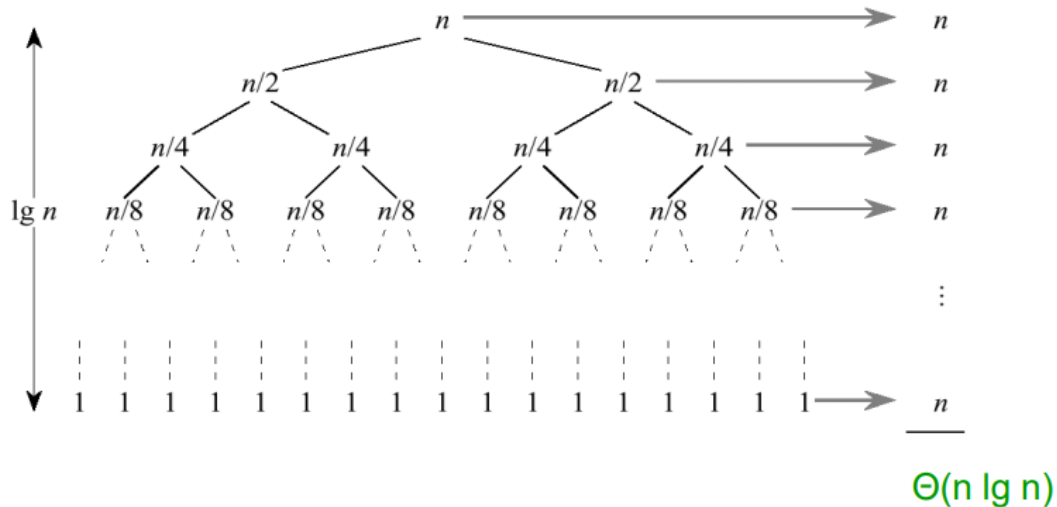 n n
n/2 n/2 n
n/4 n/4 n/4 n/4 n
lg n n/8 n/8 n/8 n/8 n/8 n/8 n/8 n/8 n
⋮
1 1 1 1 1 1 1 1 1 1 1 1 1 1 1 1 1 n
Θ(n lg n)